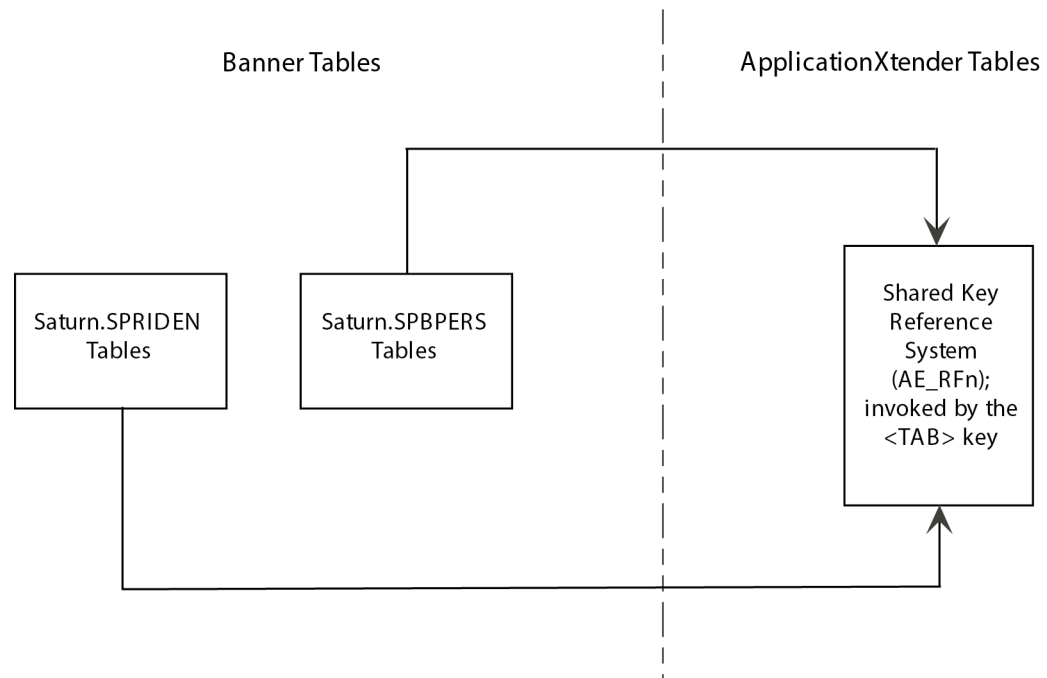 Banner Tables
ApplicationXtender Tables
Saturn.SPRIDEN
Tables
Saturn.SPBPERS
Tables
Shared Key
Reference
System
(AE_RFn);
invoked by the
<TAB> key